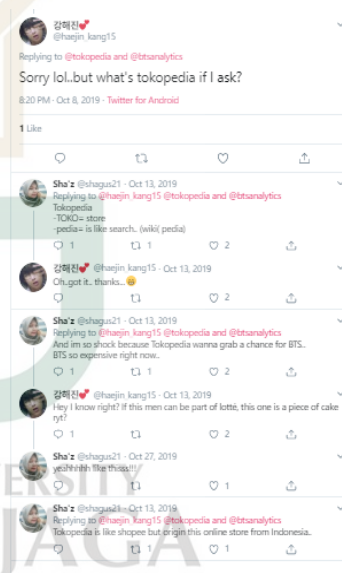 강해진💕
@haejin_kang15
Replying to @tokopedia and @btsanalytics
Sorry lol..but what's tokopedia if I ask?
8:20 PM · Oct 8, 2019 · Twitter for Android
1 Like
Sha'z @shagus21 · Oct 13, 2019
Replying to @haejin_kang15 @tokopedia and @btsanalytics
Tokopedia
-TOKO= store
-pedia= is like search.. (wiki pedia)
1 1 2
강해진💕 @haejin_kang15 · Oct 13, 2019
Oh..got it.. thanks...
2
Sha'z @shagus21 · Oct 13, 2019
Replying to @haejin_kang15 @tokopedia and @btsanalytics
And im so shock because Tokopedia wanna grab a chance for BTS..
BTS so expensive right now..
1 1 2
강해진💕 @haejin_kang15 · Oct 13, 2019
Hey I know right? If this men can be part of lotte, this one is a piece of cake
ryt?
1 2
Sha'z @shagus21 · Oct 27, 2019
yeahhhhh like thisss!!!
1
Sha'z @shagus21 · Oct 13, 2019
Replying to @haejin_kang15 @tokopedia and @btsanalytics
Tokopedia is like shopee but origin this online store from Indonesia..
1 1
ERSITY
JAGA